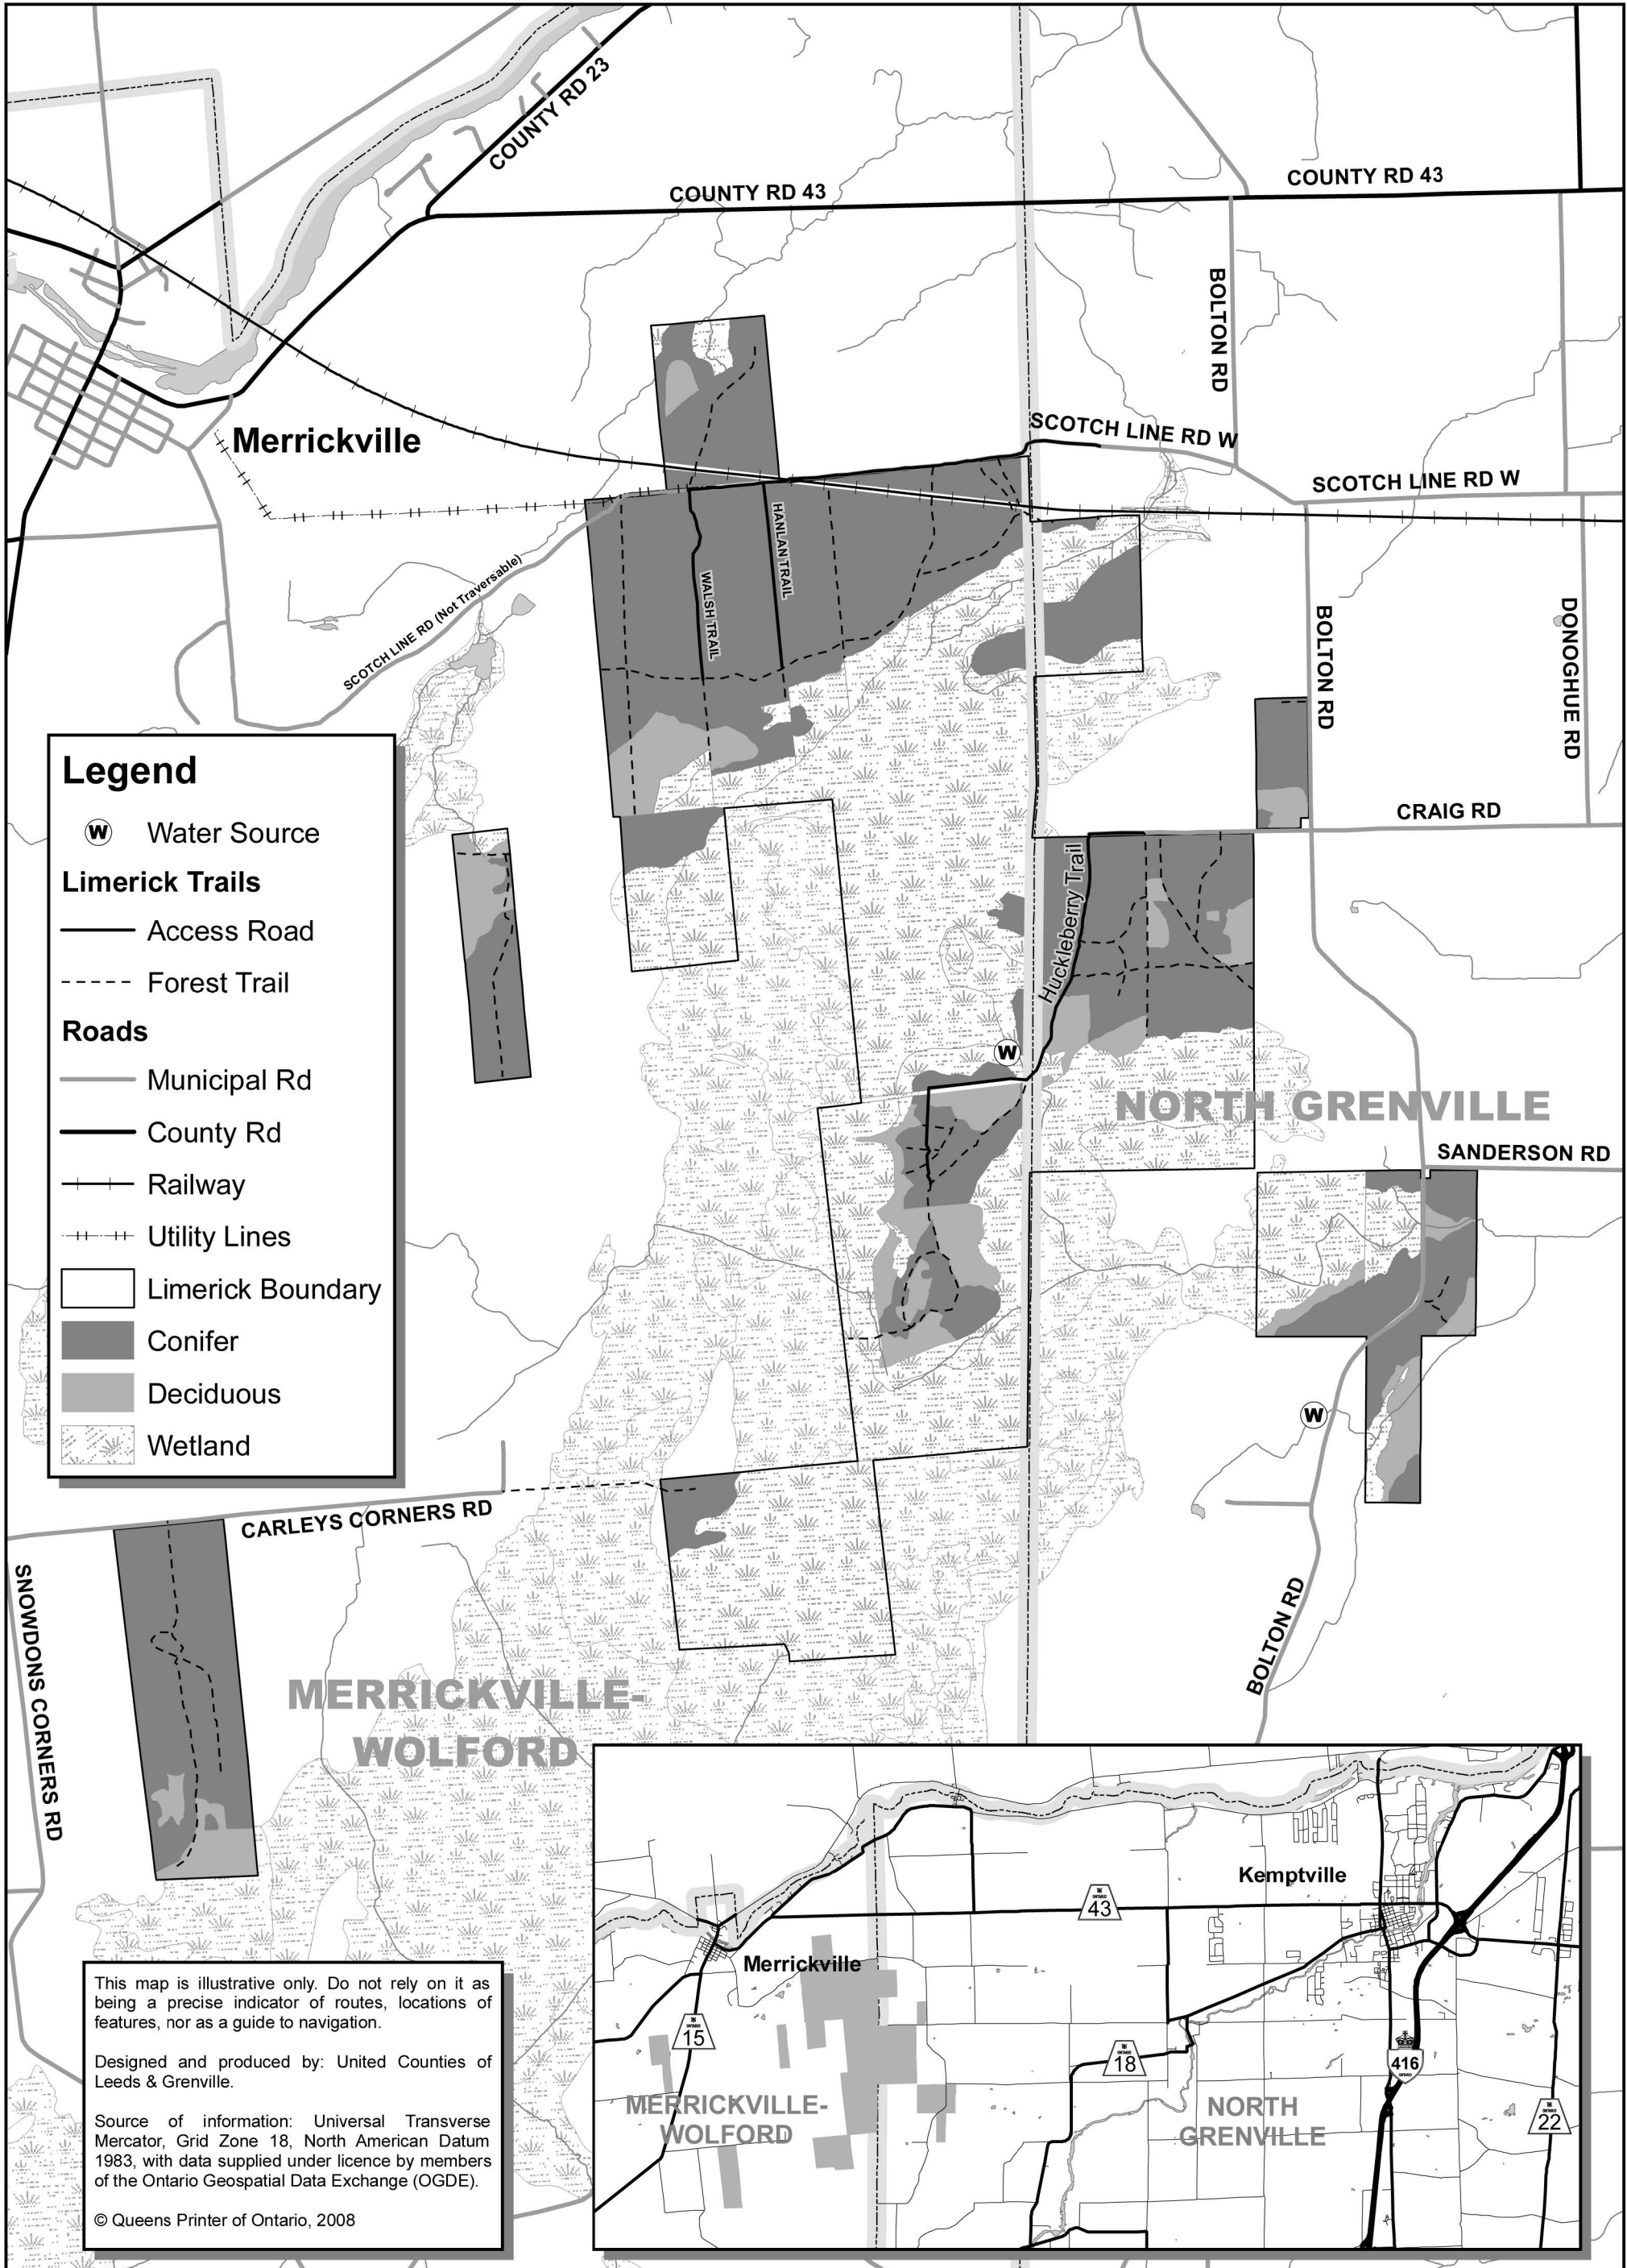 COUNTY RD 23
COUNTY RD 43
COUNTY RD 43
BOLTON RD
SCOTCH LINE RD W
Merrickville
SCOTCH LINE RD W
HANLAN TRAIL
WALSH TRAIL
SCOTCH LINE RD (Not Traversable)
BOLTON RD
DONOGHUE RD
CRAIG RD
Huckleberry Trail
W
NORTH GRENVILLE
SANDERSON RD
W
Legend
W Water Source
Limerick Trails
Access Road
Forest Trail
Roads
Municipal Rd
County Rd
Railway
Utility Lines
Limerick Boundary
Conifer
Deciduous
Wetland
CARLEYS CORNERS RD
SNOWDONS CORNERS RD
BOLTON RD
MERRICKVILLE-
WOLFORD
This map is illustrative only. Do not rely on it as
being a precise indicator of routes, locations of
features, nor as a guide to navigation.
Designed and produced by: United Counties of
Leeds & Grenville.
Source of information: Universal Transverse
Mercator, Grid Zone 18, North American Datum
1983, with data supplied under licence by members
of the Ontario Geospatial Data Exchange (OGDE).
© Queens Printer of Ontario, 2008
Kemptville
43
Merrickville
15
18
416
22
MERRICKVILLE-
WOLFORD
NORTH
GRENVILLE